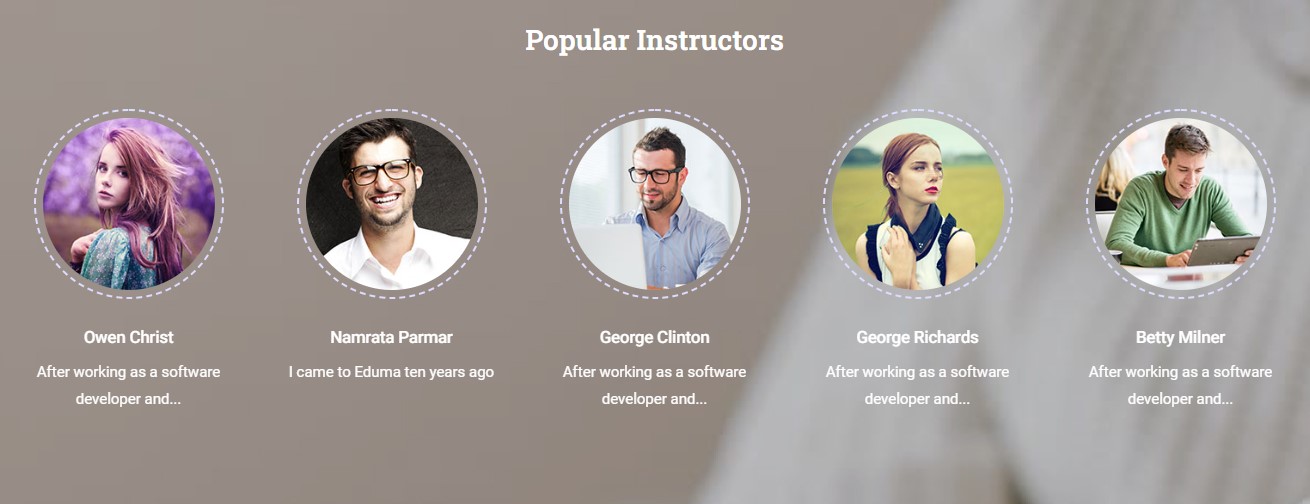 Popular Instructors
Owen Christ
Namrata Parmar
George Clinton
George Richards
Betty Milner
After working as a software
developer and...
I came to Eduma ten years ago
After working as a software
developer and...
After working as a software
developer and...
After working as a software
developer and...